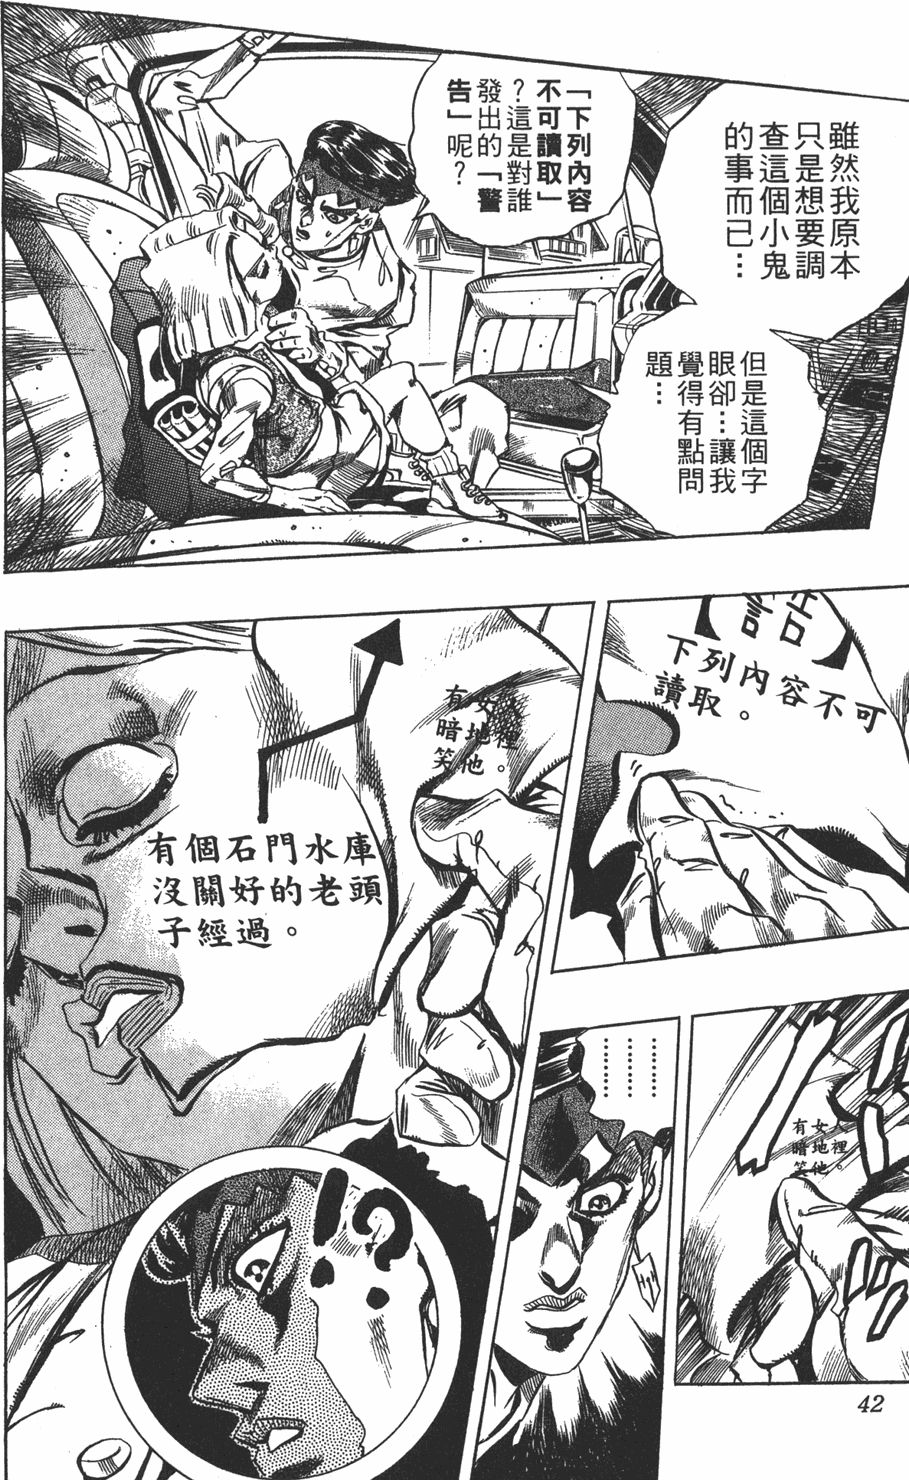 雖然我原本
只是想要調
查這個小鬼
的事而已…
但是這個字
眼卻…讓我
覺得有點問
題…
「下列內容
不可讀取」
？這是對誰
發出的「警
告」呢？
下列內容不可
讀取。
有女人
暗地裡
笑他。
有個石門水庫
沒關好的老頭
子經過。
有女人
暗地裡
笑他。
………
………
!?
42